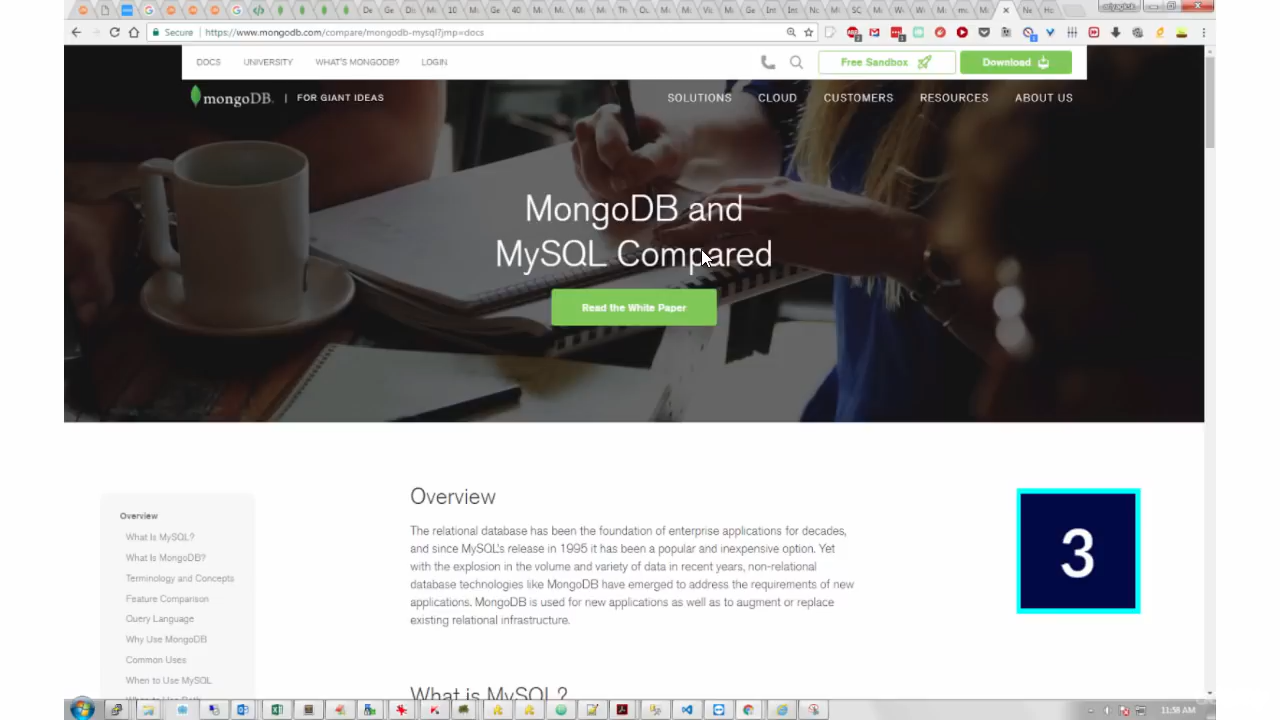 Secure
https://www.mongodb.com/compare/mongodb-mysql?jmp=docs
DOCS
UNIVERSITY
WHAT'S MONGODB?
LOGIN
Free Sandbox
Download
mongoDB.
FOR GIANT IDEAS
SOLUTIONS
CLOUD
CUSTOMERS
RESOURCES
ABOUT US
MongoDB and
MySQL Compared
Read the White Paper
Overview
What Is MySQL?
What Is MongoDB?
Terminology and Concepts
Feature Comparison
Query Language
Why Use MongoDB
Common Uses
When to Use MySQL
Overview
The relational database has been the foundation of enterprise applications for decades,
and since MySQL's release in 1995 it has been a popular and inexpensive option. Yet
with the explosion in the volume and variety of data in recent years, non-relational
database technologies like MongoDB have emerged to address the requirements of new
applications. MongoDB is used for new applications as well as to augment or replace
existing relational infrastructure.
3
What is MySQL?
11:58 AM